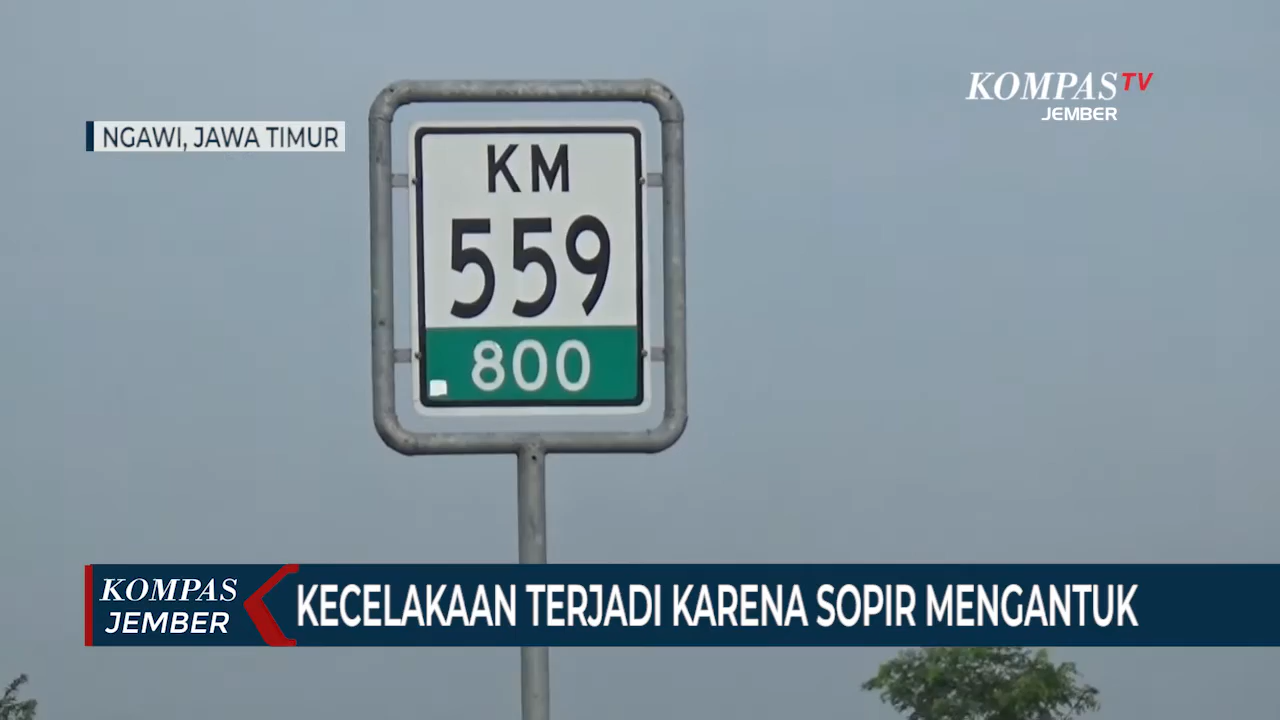 KOMPAS TV
JEMBER
NGAWI, JAWA TIMUR
KM
559
800
KOMPAS
JEMBER
KECELAKAAN TERJADI KARENA SOPIR MENGANTUK